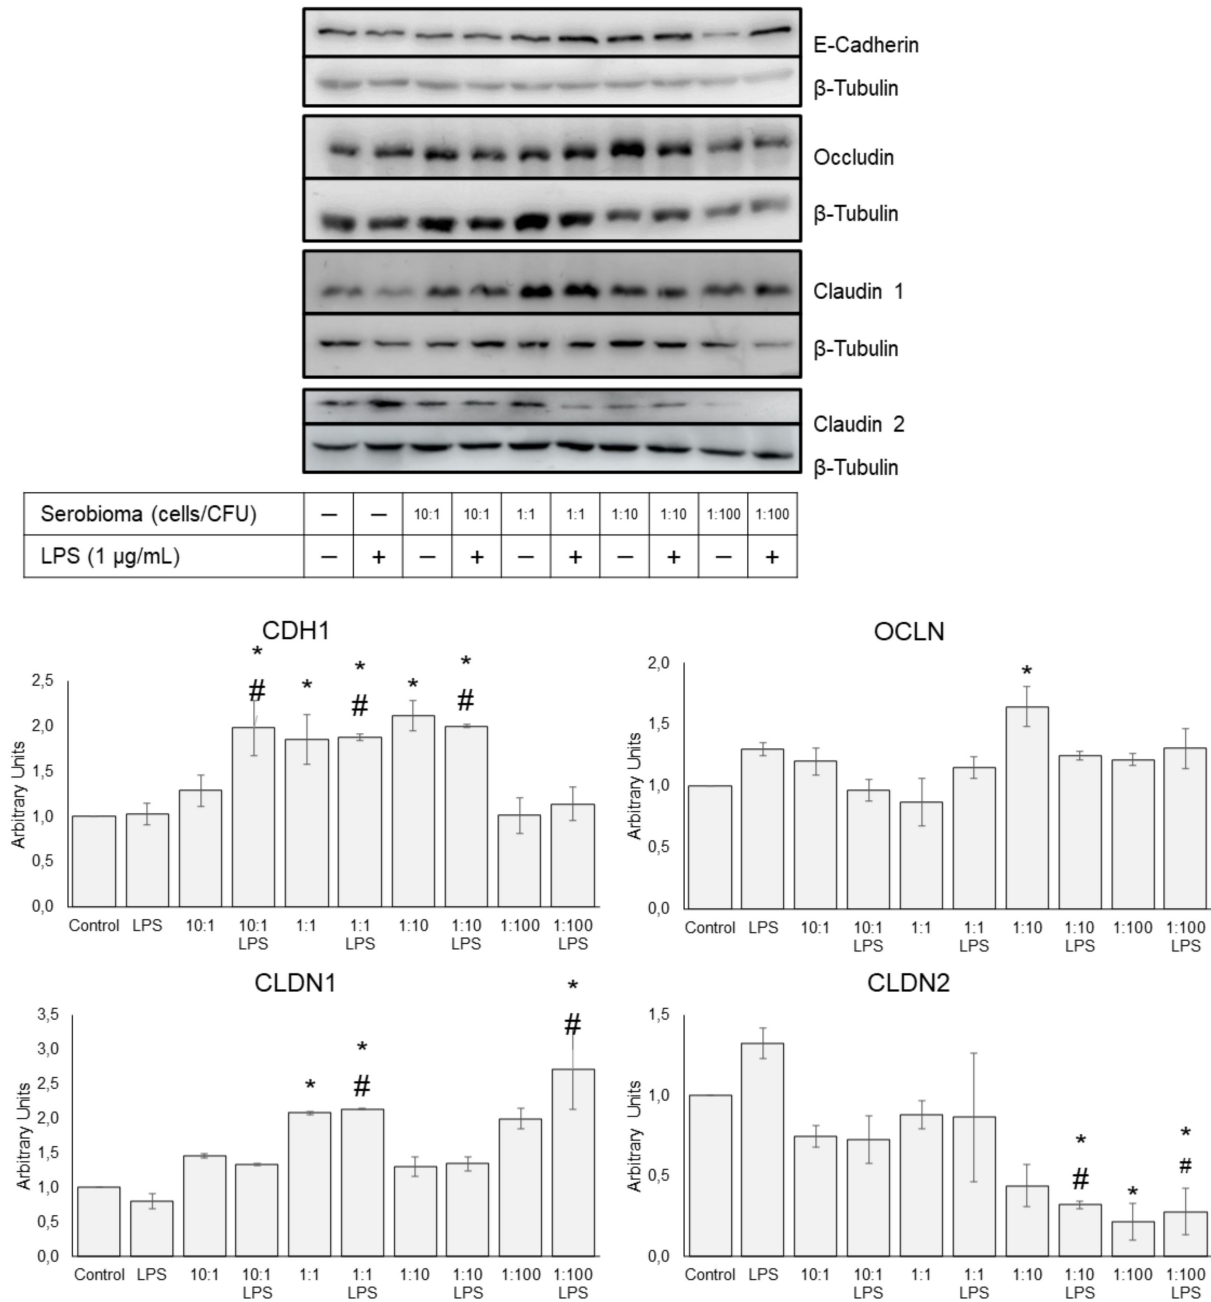 E-Cadherin
β-Tubulin
Occludin
β-Tubulin
Claudin 1
β-Tubulin
Claudin 2
β-Tubulin
Serobioma (cells/CFU) – – 10:1 10:1 1:1 1:1 1:10 1:10 1:100 1:100
LPS (1 µg/mL) – + – + – + – + – +
CDH1
* * * * *
# # #
2,5
2,0
1,5
1,0
0,5
0,0
Arbitrary Units
Control LPS 10:1 10:1 1:1 1:1 1:10 1:10 1:100 1:100
LPS LPS LPS LPS
OCLN
*
2,0
1,5
1,0
0,5
0,0
Arbitrary Units
Control LPS 10:1 10:1 1:1 1:1 1:10 1:10 1:100 1:100
LPS LPS LPS LPS
CLDN1
* * *
# #
3,5
3,0
2,5
2,0
1,5
1,0
0,5
0,0
Arbitrary Units
Control LPS 10:1 10:1 1:1 1:1 1:10 1:10 1:100 1:100
LPS LPS LPS LPS
CLDN2
* * *
# #
1,5
1,0
0,5
0,0
Arbitrary Units
Control LPS 10:1 10:1 1:1 1:1 1:10 1:10 1:100 1:100
LPS LPS LPS LPS